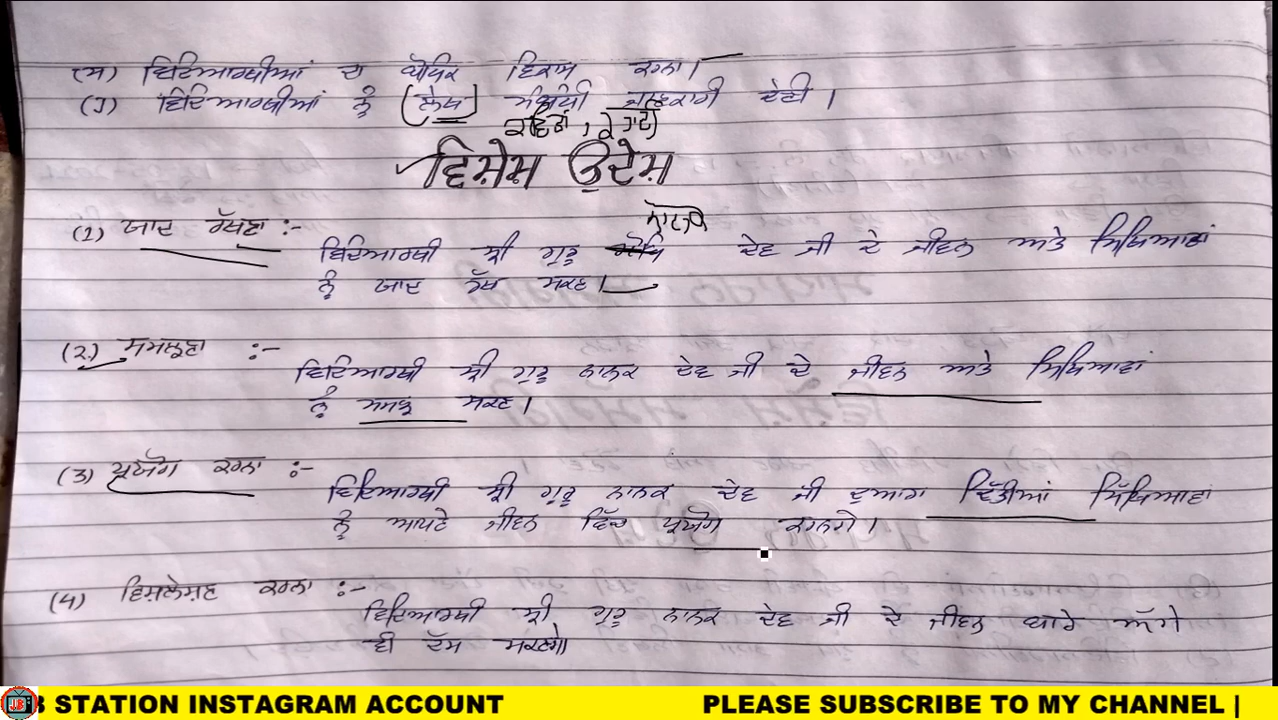 (ਸ) ਵਿਦਿਆਰਥੀਆਂ ਦਾ ਬੌਧਿਕ ਵਿਕਾਸ ਕਰਨਾ।
(ਹ) ਵਿਦਿਆਰਥੀਆਂ ਨੂੰ (ਲੇਖ) ਸੰਬੰਧੀ ਜਾਣਕਾਰੀ ਦੇਣੀ।
ਕਵਿਤਾ, ਕਹਾਣੀ
ਵਿਸ਼ੇਸ਼ ਉਦੇਸ਼
(1) ਯਾਦ ਰੱਖਣਾ :-
ਨਾਨਕ
ਵਿਦਿਆਰਥੀ ਸ਼੍ਰੀ ਗੁਰੂ ਦੇਵ ਜੀ ਦੇ ਜੀਵਨ ਅਤੇ ਸਿੱਖਿਆਵਾਂ
ਨੂੰ ਯਾਦ ਰੱਖ ਸਕਣ।
(2) ਸਮਝਣਾ :-
ਵਿਦਿਆਰਥੀ ਸ਼੍ਰੀ ਗੁਰੂ ਨਾਨਕ ਦੇਵ ਜੀ ਦੇ ਜੀਵਨ ਅਤੇ ਸਿੱਖਿਆਵਾਂ
ਨੂੰ ਸਮਝ ਸਕਣ।
(3) ਪ੍ਰਯੋਗ ਕਰਨਾ :-
ਵਿਦਿਆਰਥੀ ਸ਼੍ਰੀ ਗੁਰੂ ਨਾਨਕ ਦੇਵ ਜੀ ਦੁਆਰਾ ਦਿੱਤੀਆਂ ਸਿੱਖਿਆਵਾਂ
ਨੂੰ ਆਪਣੇ ਜੀਵਨ ਵਿੱਚ ਪ੍ਰਯੋਗ ਕਰਨਗੇ।
(4) ਵਿਸ਼ਲੇਸ਼ਣ ਕਰਨਾ :-
ਵਿਦਿਆਰਥੀ ਸ਼੍ਰੀ ਗੁਰੂ ਨਾਨਕ ਦੇਵ ਜੀ ਦੇ ਜੀਵਨ ਬਾਰੇ ਅੱਗੇ
ਵੀ ਦੱਸ ਸਕਣਗੇ।
B STATION INSTAGRAM ACCOUNT PLEASE SUBSCRIBE TO MY CHANNEL |